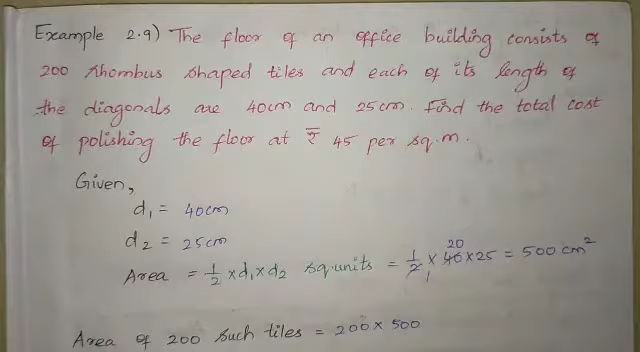 Example 2.9) The floor of an office building consists of
200 rhombus shaped tiles and each of its length of
the diagonals are 40cm and 25cm. Find the total cost
of polishing the floor at ₹ 45 per sq.m.
Given,
d₁ = 40cm
d₂ = 25cm
Area = 1/2 × d₁ × d₂ sq.units = 1/2 × 40 × 25 = 500 cm²
20
1
Area of 200 such tiles = 200 × 500